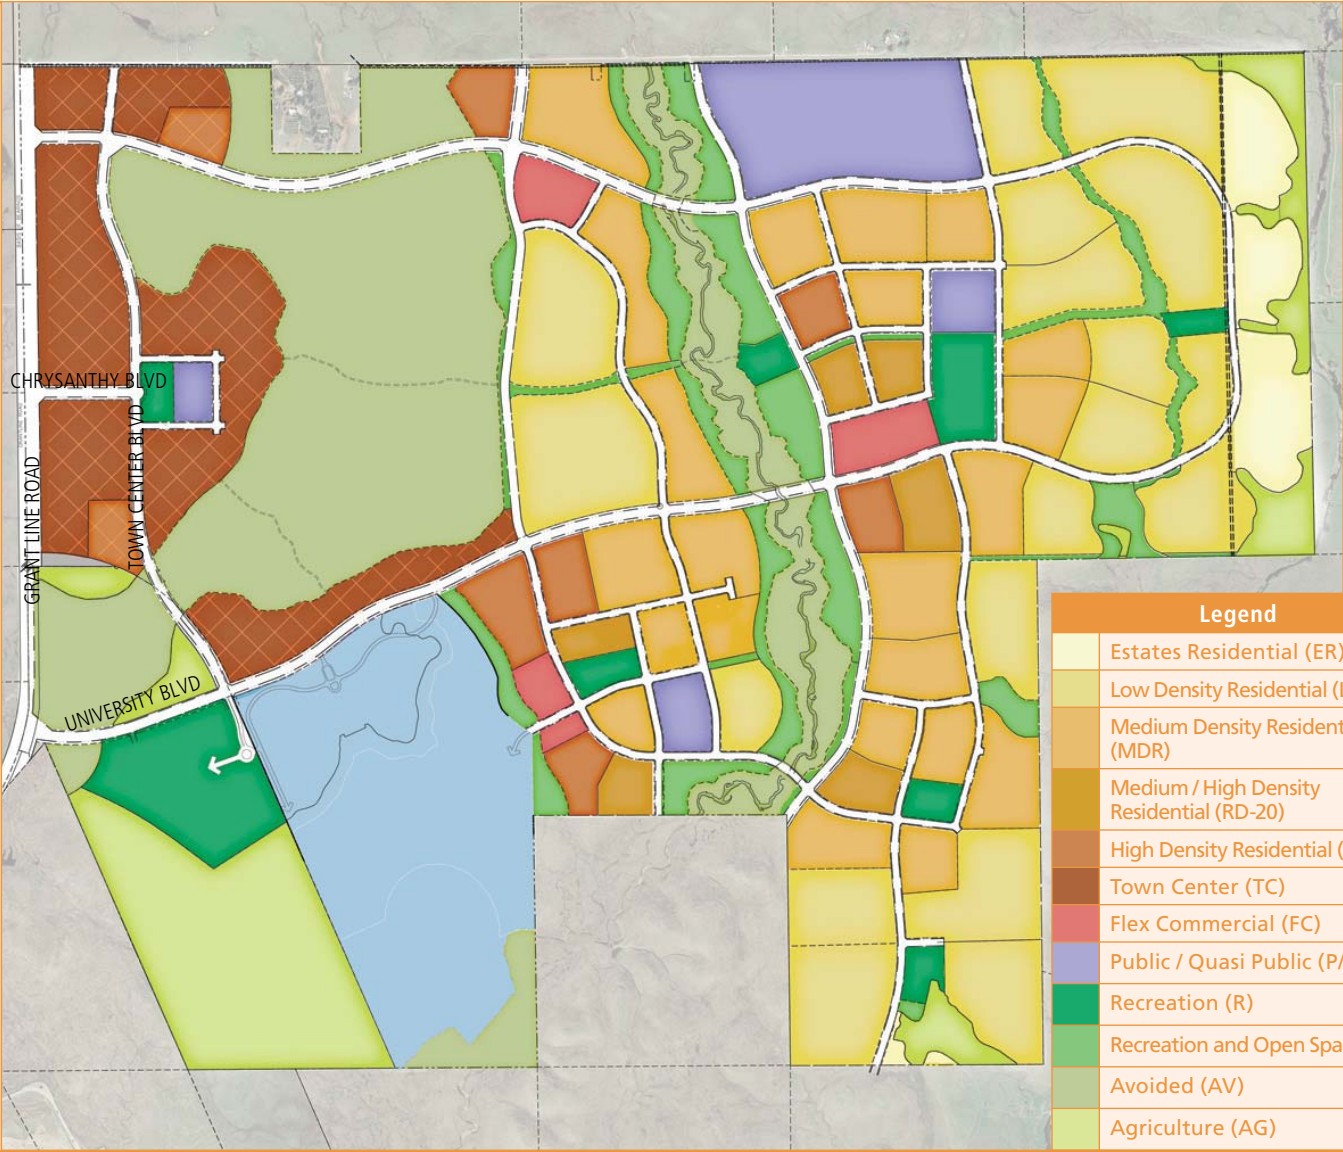 CHRYSANTHY BLVD
GRANT LINE ROAD
TOWN CENTER BLVD
UNIVERSITY BLVD
Legend
Estates Residential (ER)
Low Density Residential (
Medium Density Resident
(MDR)
Medium / High Density
Residential (RD-20)
High Density Residential (
Town Center (TC)
Flex Commercial (FC)
Public / Quasi Public (P/
Recreation (R)
Recreation and Open Spa
Avoided (AV)
Agriculture (AG)